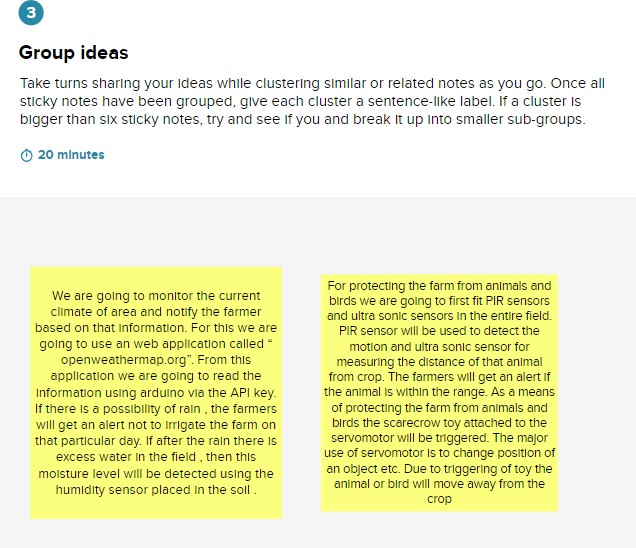 3
Group ideas
Take turns sharing your ideas while clustering similar or related notes as you go. Once all
sticky notes have been grouped, give each cluster a sentence-like label. If a cluster is
bigger than six sticky notes, try and see if you and break it up into smaller sub-groups.
20 minutes
We are going to monitor the current
climate of area and notify the farmer
based on that information. For this we are
going to use an web application called “
openweathermap.org”. From this
application we are going to read the
information using arduino via the API key.
If there is a possibility of rain , the farmers
will get an alert not to irrigate the farm on
that particular day. If after the rain there is
excess water in the field , then this
moisture level will be detected using the
humidity sensor placed in the soil .
For protecting the farm from animals and
birds we are going to first fit PIR sensors
and ultra sonic sensors in the entire field.
PIR sensor will be used to detect the
motion and ultra sonic sensor for
measuring the distance of that animal
from crop. The farmers will get an alert if
the animal is within the range. As a means
of protecting the farm from animals and
birds the scarecrow toy attached to the
servomotor will be triggered. The major
use of servomotor is to change position of
an object etc. Due to triggering of toy the
animal or bird will move away from the
crop